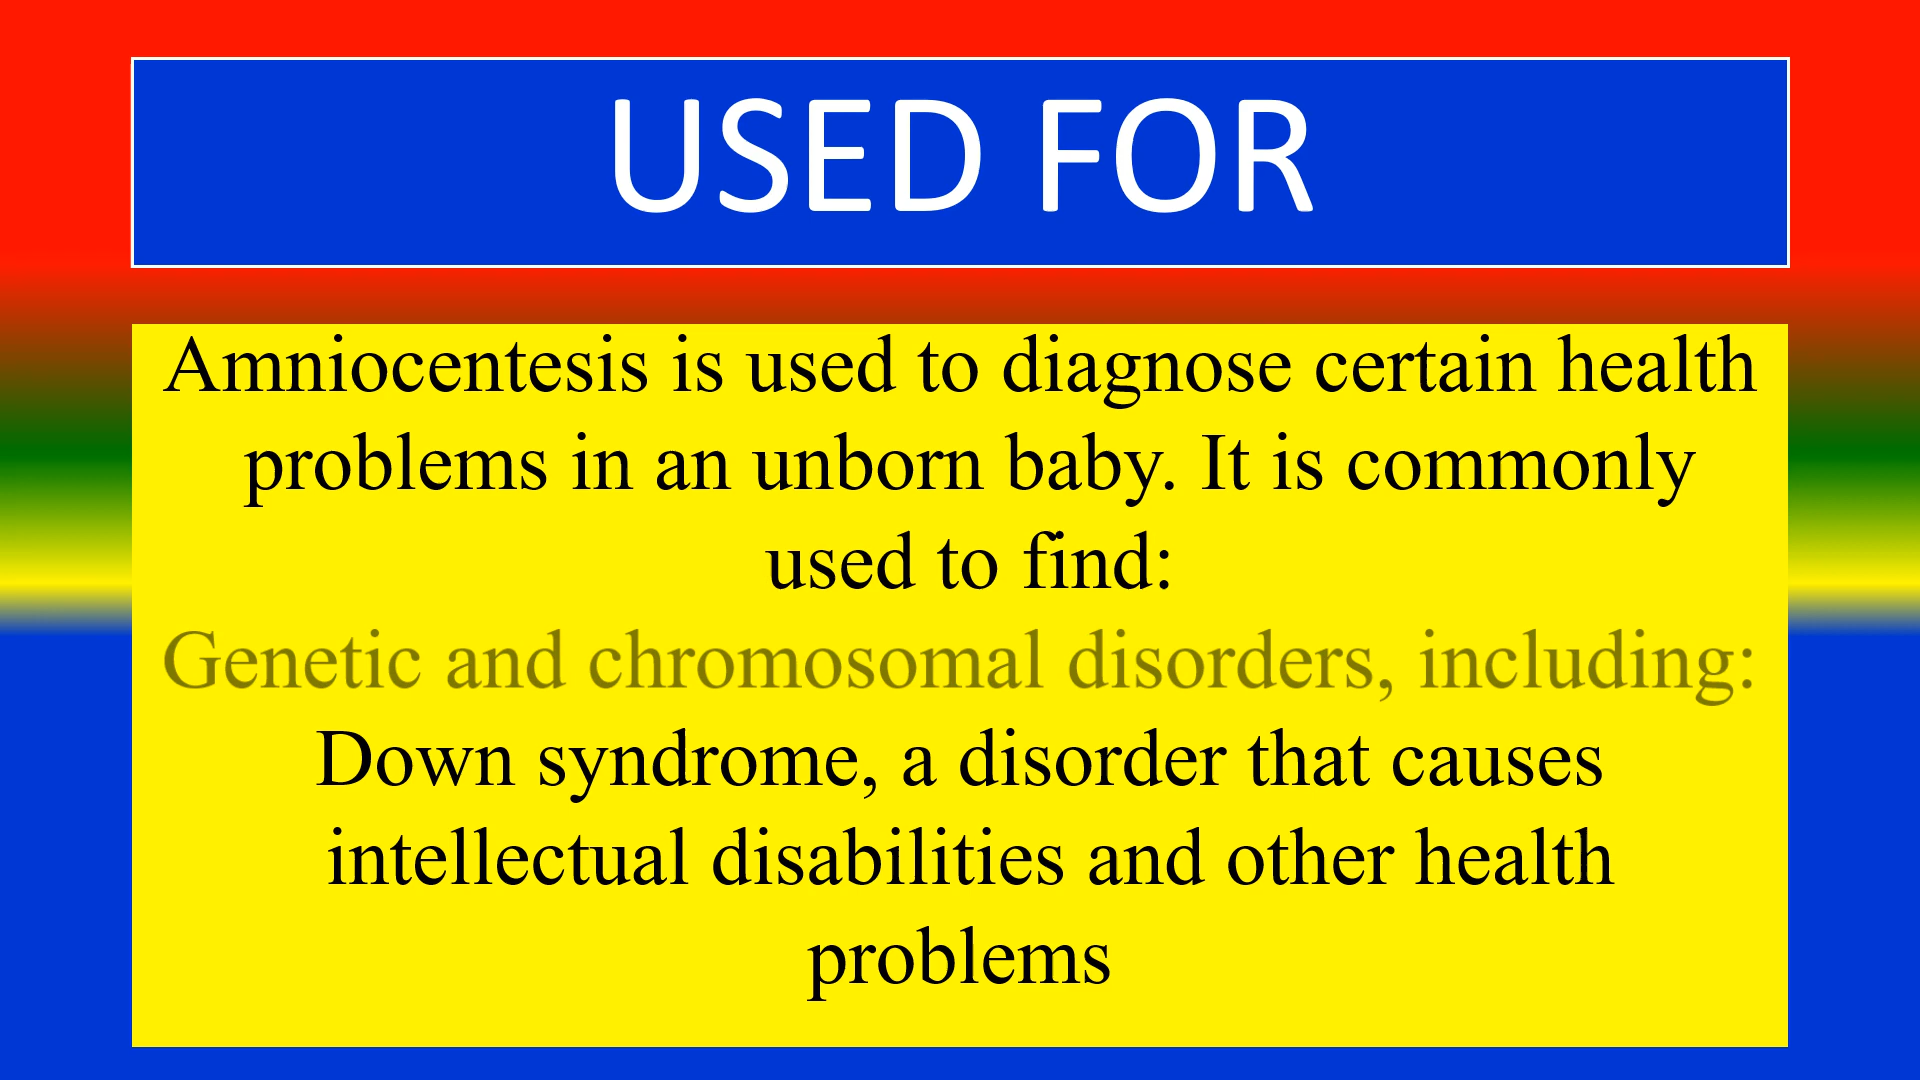 USED FOR
Amniocentesis is used to diagnose certain health
problems in an unborn baby. It is commonly
used to find:
Genetic and chromosomal disorders, including:
Down syndrome, a disorder that causes
intellectual disabilities and other health
problems